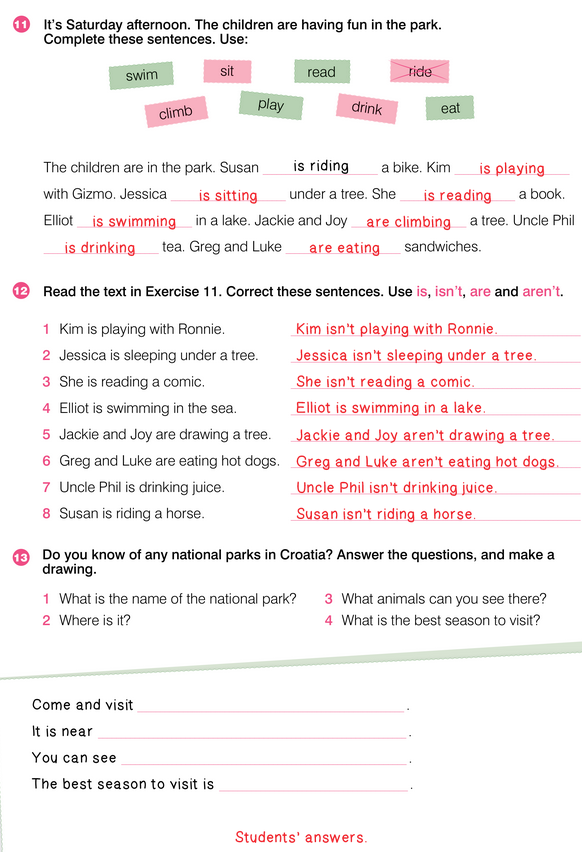 11 It's Saturday afternoon. The children are having fun in the park.
Complete these sentences. Use:
swim sit read ride
climb play drink eat
The children are in the park. Susan is riding a bike. Kim is playing
with Gizmo. Jessica is sitting under a tree. She is reading a book.
Elliot is swimming in a lake. Jackie and Joy are climbing a tree. Uncle Phil
is drinking tea. Greg and Luke are eating sandwiches.
12 Read the text in Exercise 11. Correct these sentences. Use is, isn't, are and aren't.
1 Kim is playing with Ronnie. Kim isn't playing with Ronnie.
2 Jessica is sleeping under a tree. Jessica isn't sleeping under a tree.
3 She is reading a comic. She isn't reading a comic.
4 Elliot is swimming in the sea. Elliot is swimming in a lake.
5 Jackie and Joy are drawing a tree. Jackie and Joy aren't drawing a tree.
6 Greg and Luke are eating hot dogs. Greg and Luke aren't eating hot dogs.
7 Uncle Phil is drinking juice. Uncle Phil isn't drinking juice.
8 Susan is riding a horse. Susan isn't riding a horse.
13 Do you know of any national parks in Croatia? Answer the questions, and make a
drawing.
1 What is the name of the national park? 3 What animals can you see there?
2 Where is it? 4 What is the best season to visit?
Come and visit .
It is near .
You can see .
The best season to visit is .
Students' answers.